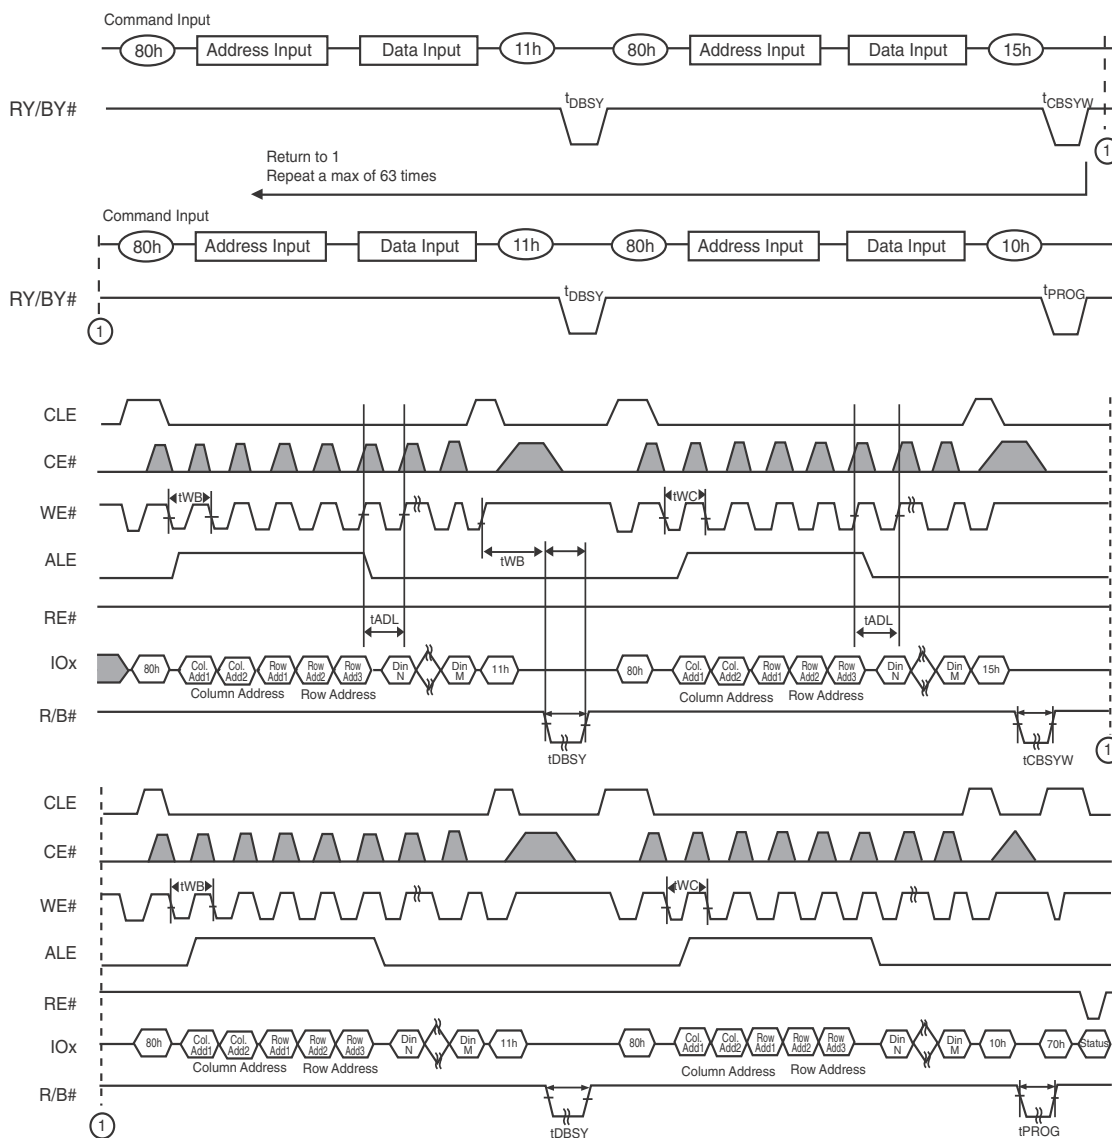 Command Input
80h Address Input Data Input 11h 80h Address Input Data Input 15h
RY/BY# tDBSY tCBSYW
1
Return to 1
Repeat a max of 63 times
Command Input
80h Address Input Data Input 11h 80h Address Input Data Input 10h
RY/BY# tDBSY tPROG
1
CLE
CE#
WE# tWB tWC
ALE tWB
RE#
tADL tADL
IOx 80h Col. Add1 Col. Add2 Row Add1 Row Add2 Row Add3 Din N Din M 11h 80h Col. Add1 Col. Add2 Row Add1 Row Add2 Row Add3 Din N Din M 15h
Column Address Row Address Column Address Row Address
R/B#
tDBSY tCBSYW
1
CLE
CE#
WE# tWB tWC
ALE
RE#
IOx 80h Col. Add1 Col. Add2 Row Add1 Row Add2 Row Add3 Din N Din M 11h 80h Col. Add1 Col. Add2 Row Add1 Row Add2 Row Add3 Din N Din M 10h 70h Status
Column Address Row Address Column Address Row Address
R/B#
1 tDBSY tPROG